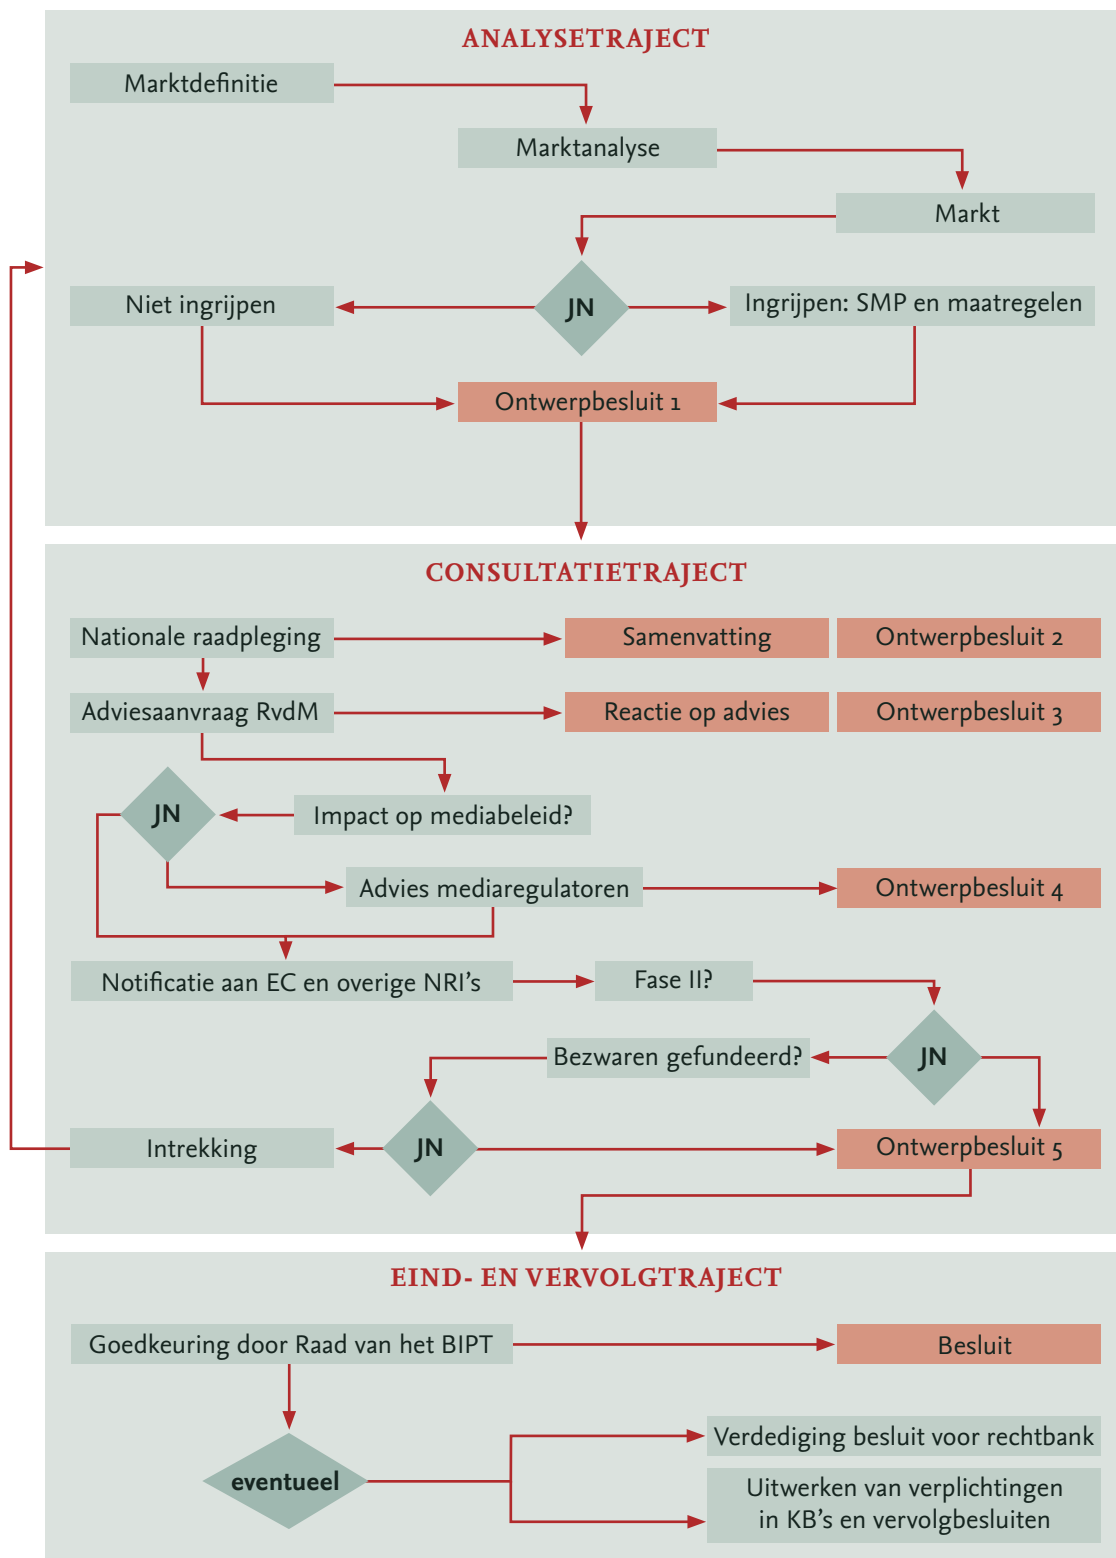 ANALYSETRAJECT
Marktdefinitie
Marktanalyse
Markt
Niet ingrijpen
JN
Ingrijpen: SMP en maatregelen
Ontwerpbesluit 1
CONSULTATIETRAJECT
Nationale raadpleging
Samenvatting
Ontwerpbesluit 2
Adviesaanvraag RvdM
Reactie op advies
Ontwerpbesluit 3
JN
Impact op mediabeleid?
Advies mediaregulatoren
Ontwerpbesluit 4
Notificatie aan EC en overige NRI’s
Fase II?
Bezwaren gefundeerd?
JN
Intrekking
JN
Ontwerpbesluit 5
EIND- EN VERVOLGTRAJECT
Goedkeuring door Raad van het BIPT
Besluit
eventueel
Verdediging besluit voor rechtbank
Uitwerken van verplichtingen
in KB’s en vervolgbesluiten